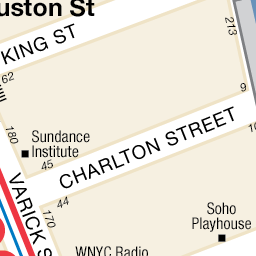 uston St
KING ST
213
62
9
180
Sundance
Institute
45
CHARLTON STREET
10
44
170
VARICK S
Soho
Playhouse
WNYC Radio